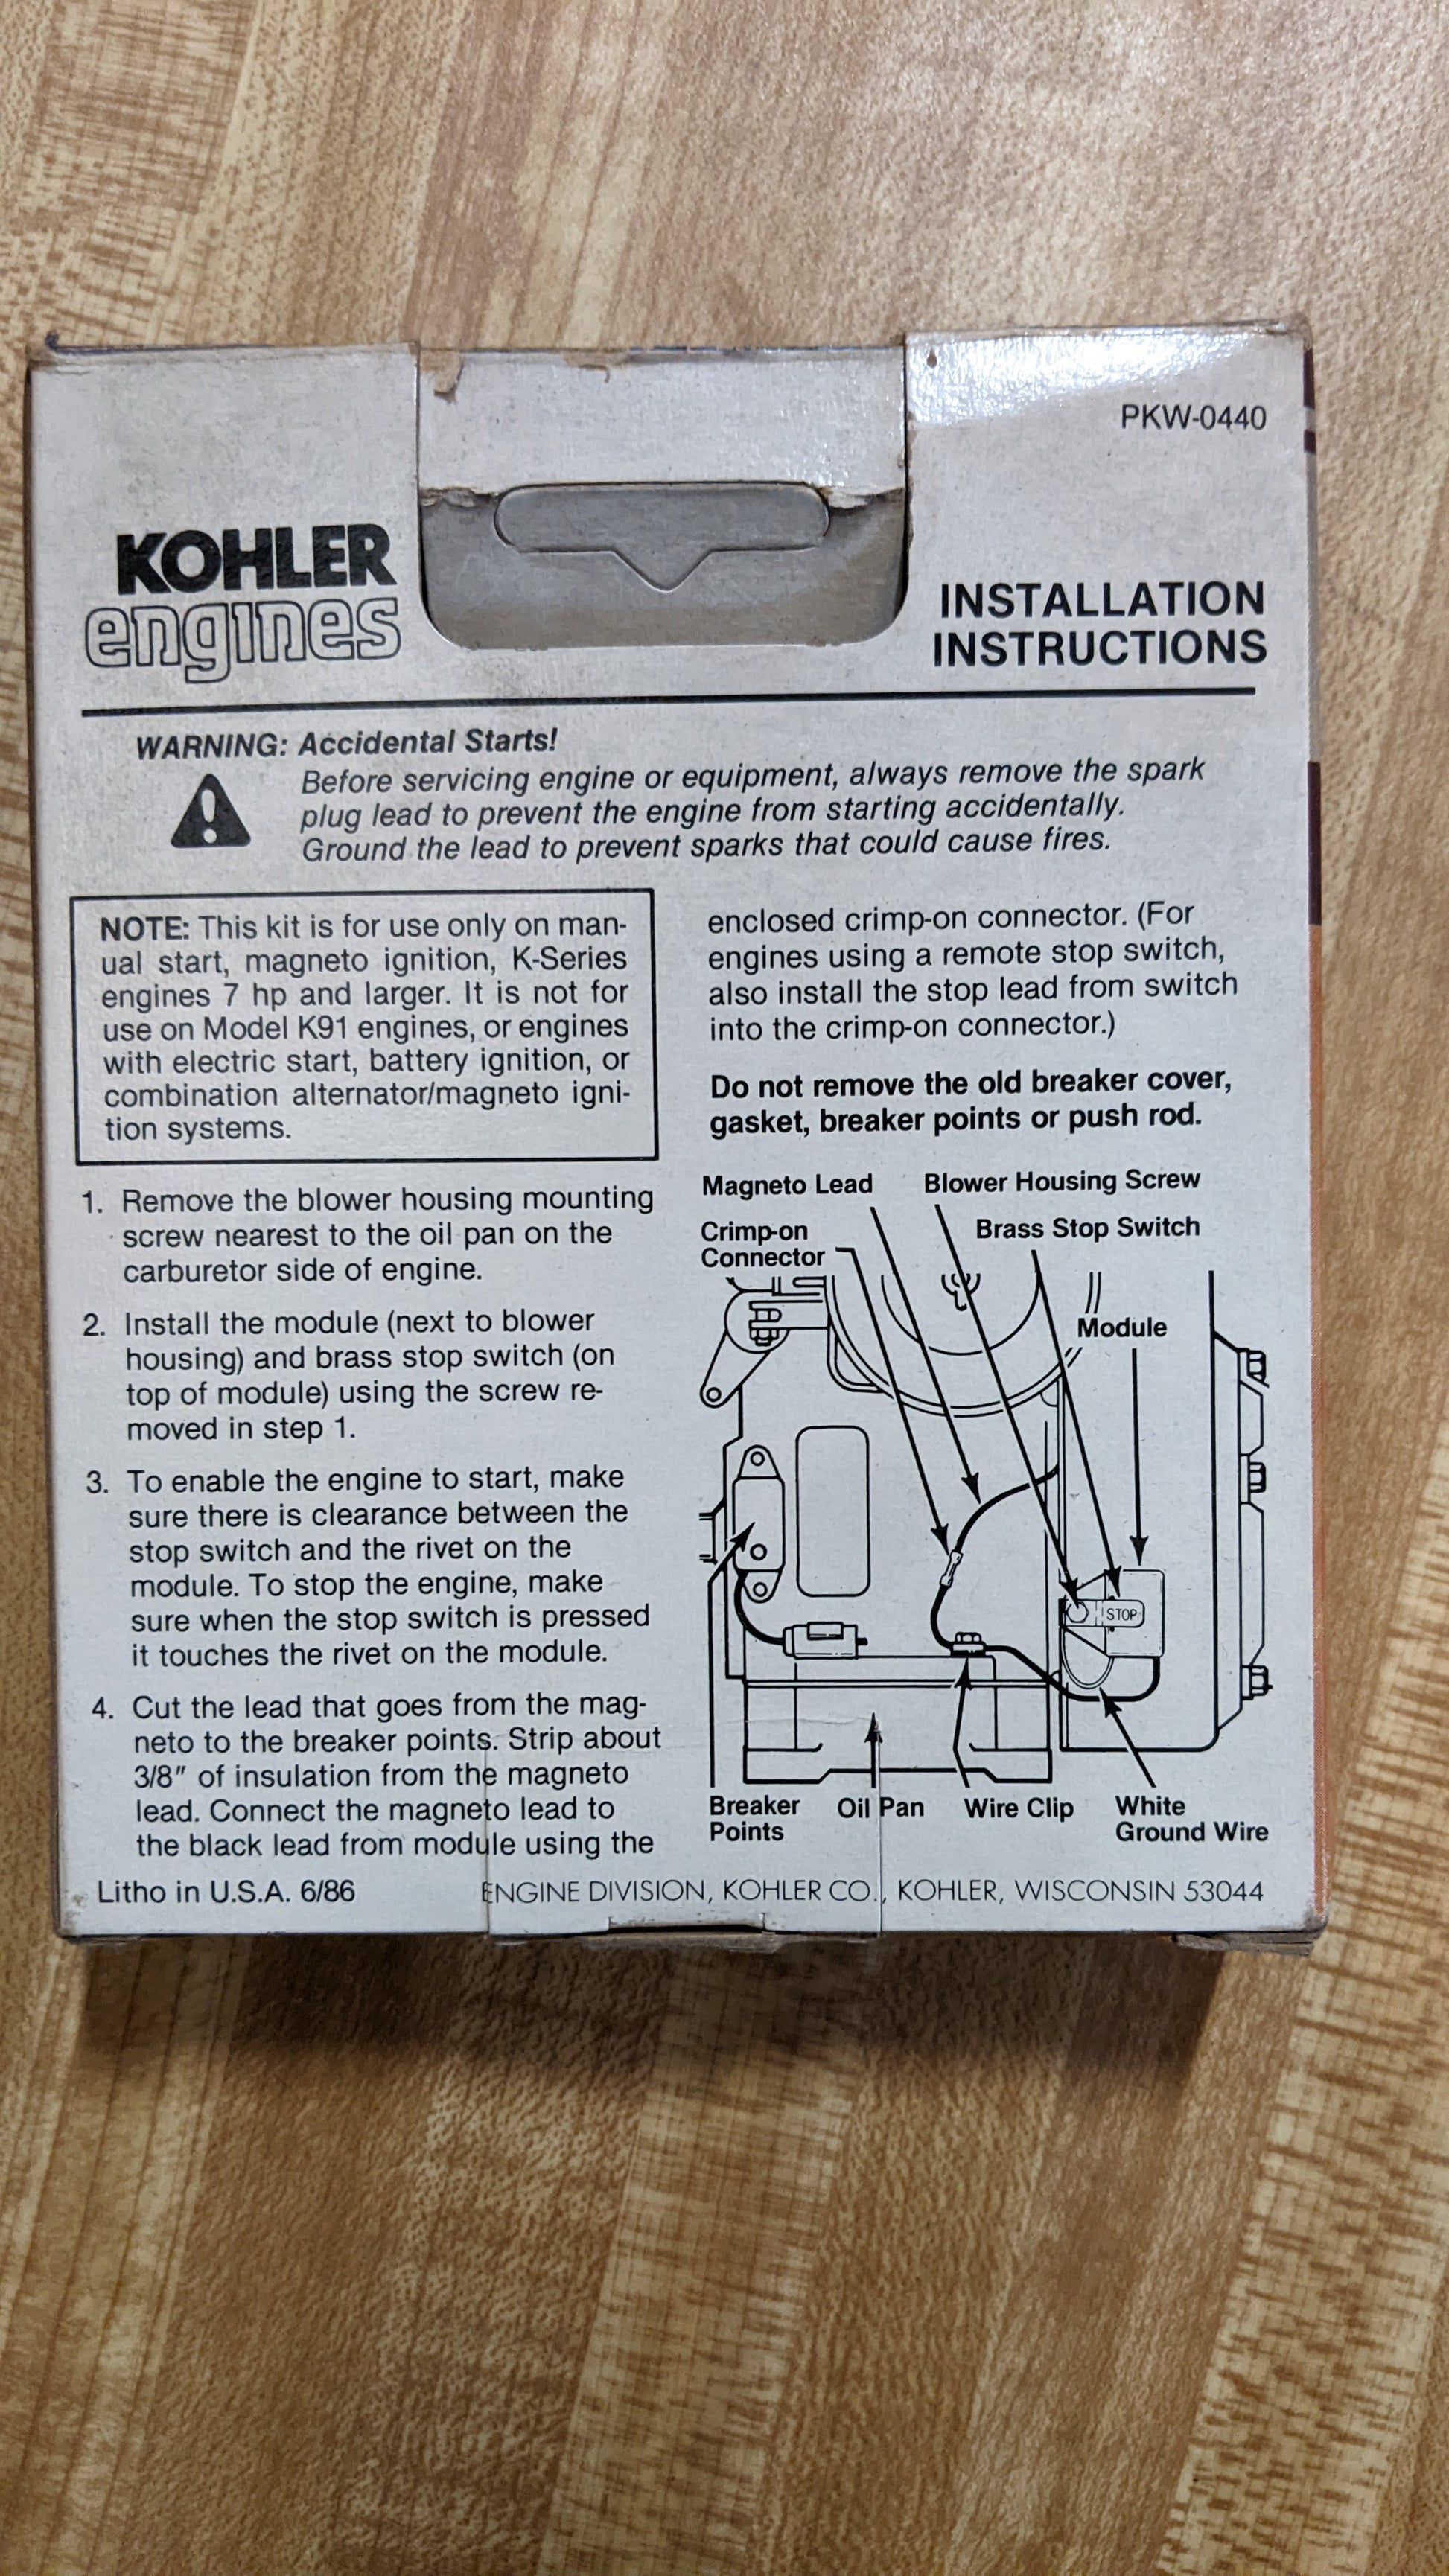 PKW-0440
KOHLER
engines
INSTALLATION
INSTRUCTIONS
WARNING: Accidental Starts!
Before servicing engine or equipment, always remove the spark
plug lead to prevent the engine from starting accidentally.
Ground the lead to prevent sparks that could cause fires.
NOTE: This kit is for use only on man-
ual start, magneto ignition, K-Series
engines 7 hp and larger. It is not for
use on Model K91 engines, or engines
with electric start, battery ignition, or
combination alternator/magneto igni-
tion systems.
1. Remove the blower housing mounting
screw nearest to the oil pan on the
carburetor side of engine.
2. Install the module (next to blower
housing) and brass stop switch (on
top of module) using the screw re-
moved in step 1.
3. To enable the engine to start, make
sure there is clearance between the
stop switch and the rivet on the
module. To stop the engine, make
sure when the stop switch is pressed
it touches the rivet on the module.
4. Cut the lead that goes from the mag-
neto to the breaker points. Strip about
3/8" of insulation from the magneto
lead. Connect the magneto lead to
the black lead from module using the
enclosed crimp-on connector. (For
engines using a remote stop switch,
also install the stop lead from switch
into the crimp-on connector.)
Do not remove the old breaker cover,
gasket, breaker points or push rod.
Magneto Lead
Blower Housing Screw
Crimp-on
Connector
Brass Stop Switch
Module
STOP
Breaker
Points
Oil Pan
Wire Clip
White
Ground Wire
Litho in U.S.A. 6/86
ENGINE DIVISION, KOHLER CO., KOHLER, WISCONSIN 53044